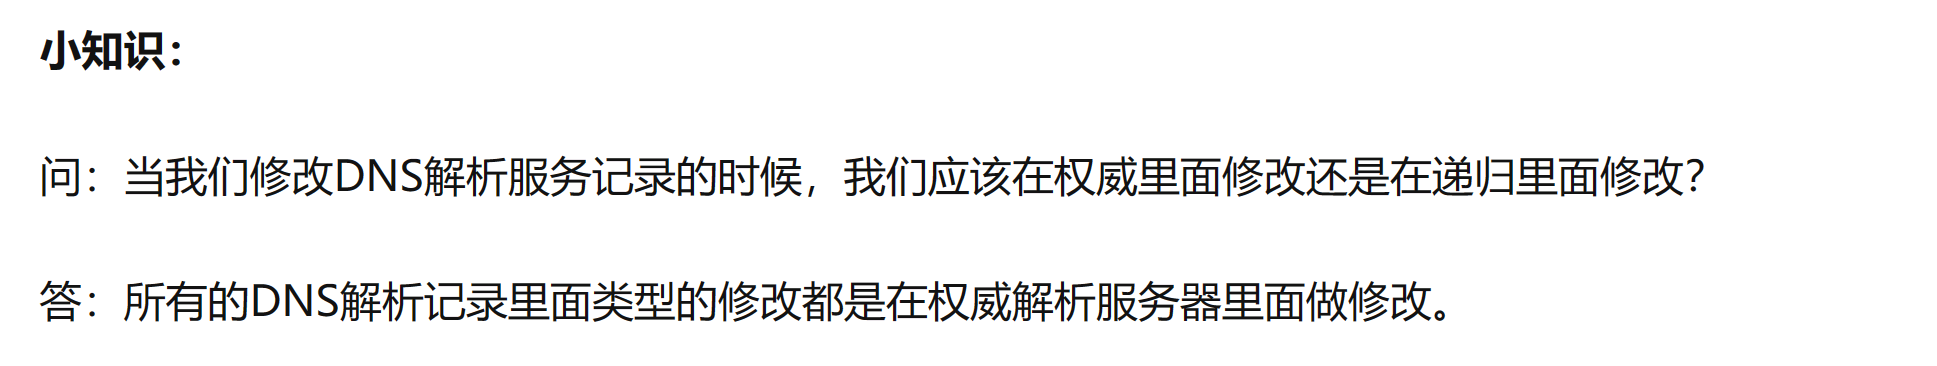 小知识：
问：当我们修改DNS解析服务记录的时候，我们应该在权威里面修改还是在递归里面修改？
答：所有的DNS解析记录里面类型的修改都是在权威解析服务器里面做修改。